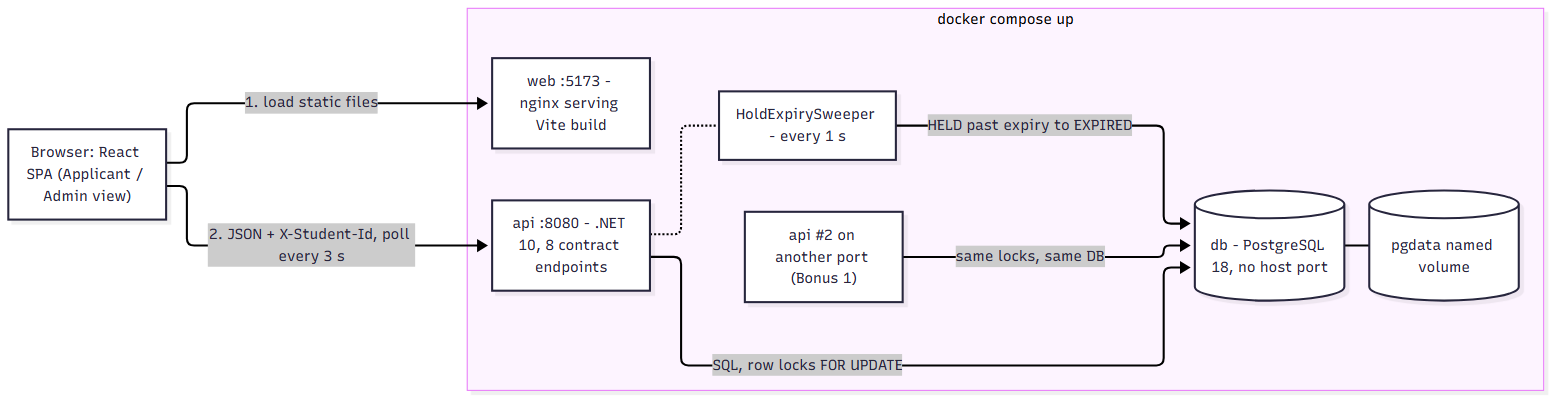 docker compose up
web :5173 -
nginx serving
Vite build
1. load static files
HoldExpirySweeper
- every 1 s
HELD past expiry to EXPIRED
Browser: React
SPA (Applicant /
Admin view)
2. JSON + X-Student-Id, poll
every 3 s
api :8080 - .NET
10, 8 contract
endpoints
api #2 on
another port
(Bonus 1)
same locks, same DB
db - PostgreSQL
18, no host port
pgdata named
volume
SQL, row locks FOR UPDATE